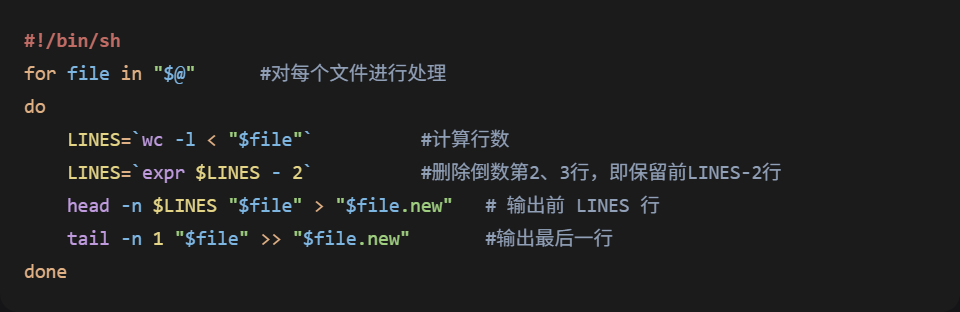 #!/bin/sh
for file in "$@"      #对每个文件进行处理
do
    LINES=`wc -l < "$file"`          #计算行数
    LINES=`expr $LINES - 2`          #删除倒数第2、3行，即保留前LINES-2行
    head -n $LINES "$file" > "$file.new"   # 输出前 LINES 行
    tail -n 1 "$file" >> "$file.new"       #输出最后一行
done